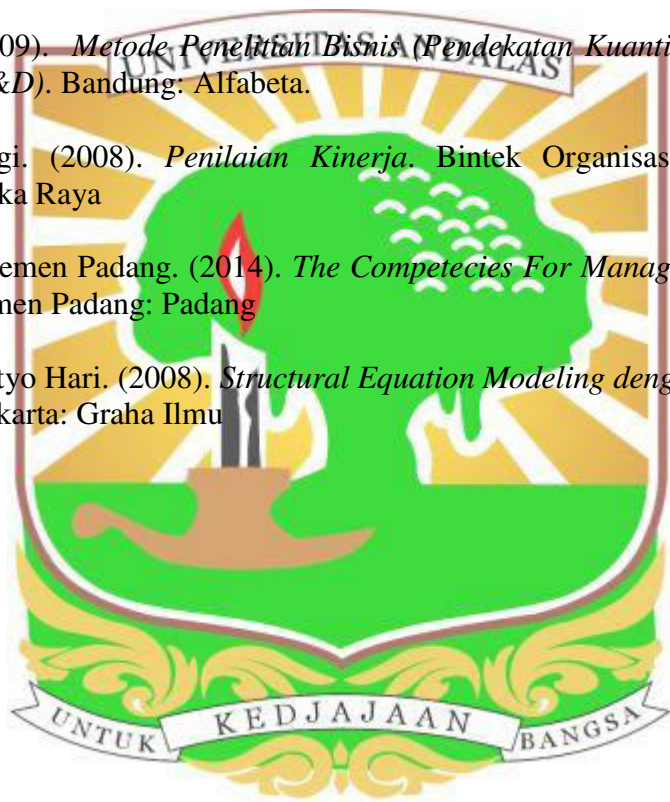 09). Metode Penelitian Bisnis (Pendekatan Kuanti
&D). Bandung: Alfabeta.
gi. (2008). Penilaian Kinerja. Bintek Organisas
ka Raya
emen Padang. (2014). The Competecies For Manag
men Padang: Padang
tyo Hari. (2008). Structural Equation Modeling deng
karta: Graha Ilmu
UNIVERSITAS ANDALAS
UNTUK KEDJAJAAN BANGSA